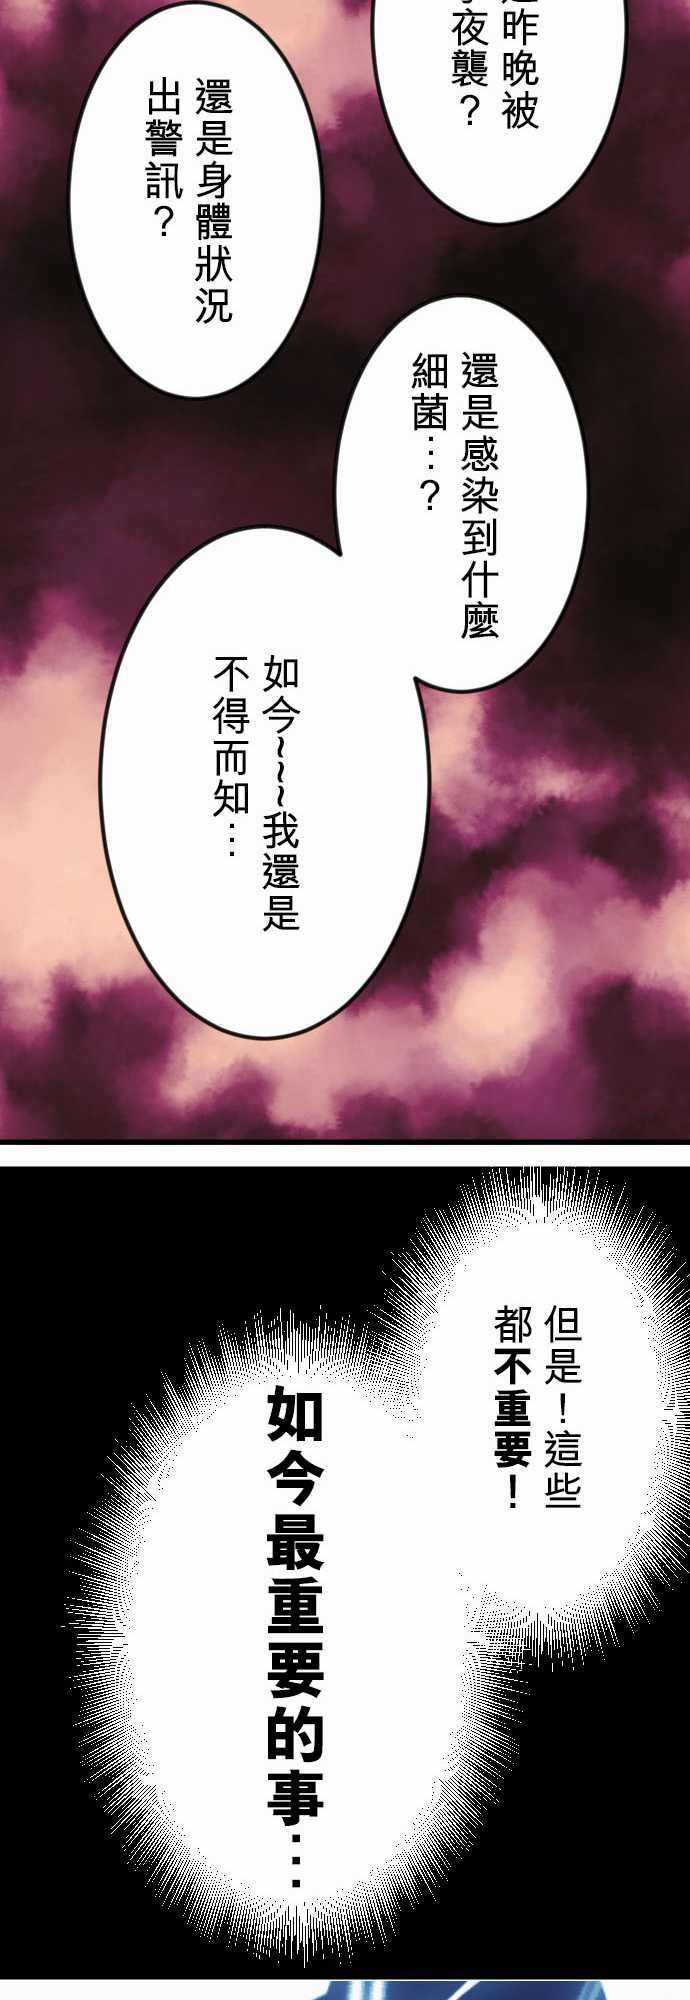 昨晚被
夜襲？
還是身體狀況
出警訊？
還是感染到什麼
細菌…？
如今~~~我還是
不得而知…
但是！這些
都不重要！
如今最重要的事…